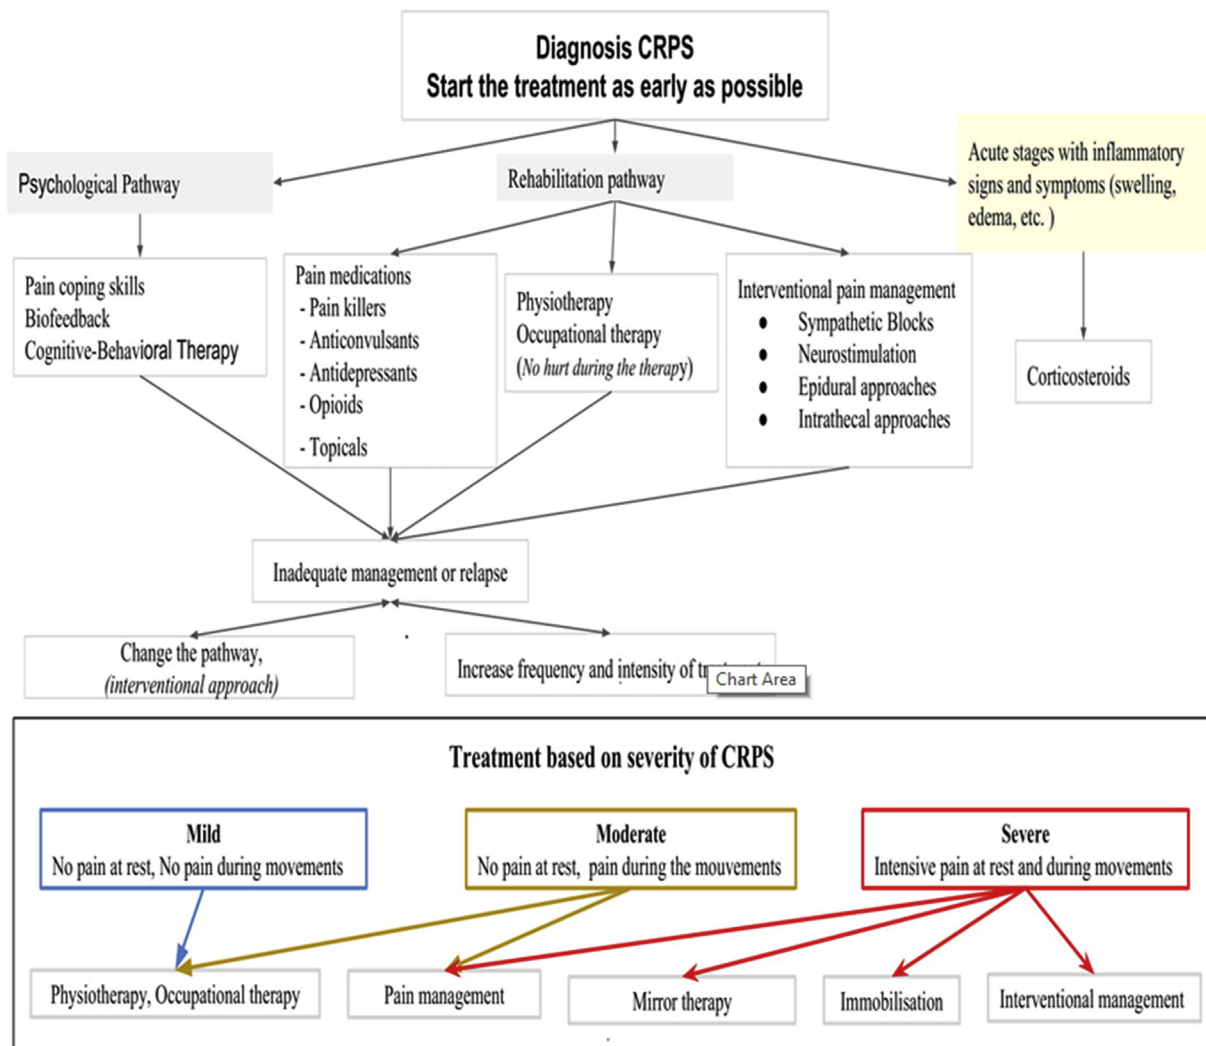 Diagnosis CRPS
Start the treatment as early as possible
Psychological Pathway
Rehabilitation pathway
Acute stages with inflammatory
signs and symptoms (swelling,
edema, etc. )
Pain coping skills
Biofeedback
Cognitive-Behavioral Therapy
Pain medications
- Pain killers
- Anticonvulsants
- Antidepressants
- Opioids
- Topicals
Physiotherapy
Occupational therapy
(No hurt during the therapy)
Interventional pain management
● Sympathetic Blocks
● Neurostimulation
● Epidural approaches
● Intrathecal approaches
Corticosteroids
Inadequate management or relapse
Change the pathway,
(interventional approach)
Increase frequency and intensity of
Chart Area
Treatment based on severity of CRPS
Mild
No pain at rest, No pain during movements
Moderate
No pain at rest, pain during the mouvements
Severe
Intensive pain at rest and during movements
Physiotherapy, Occupational therapy
Pain management
Mirror therapy
Immobilisation
Interventional management